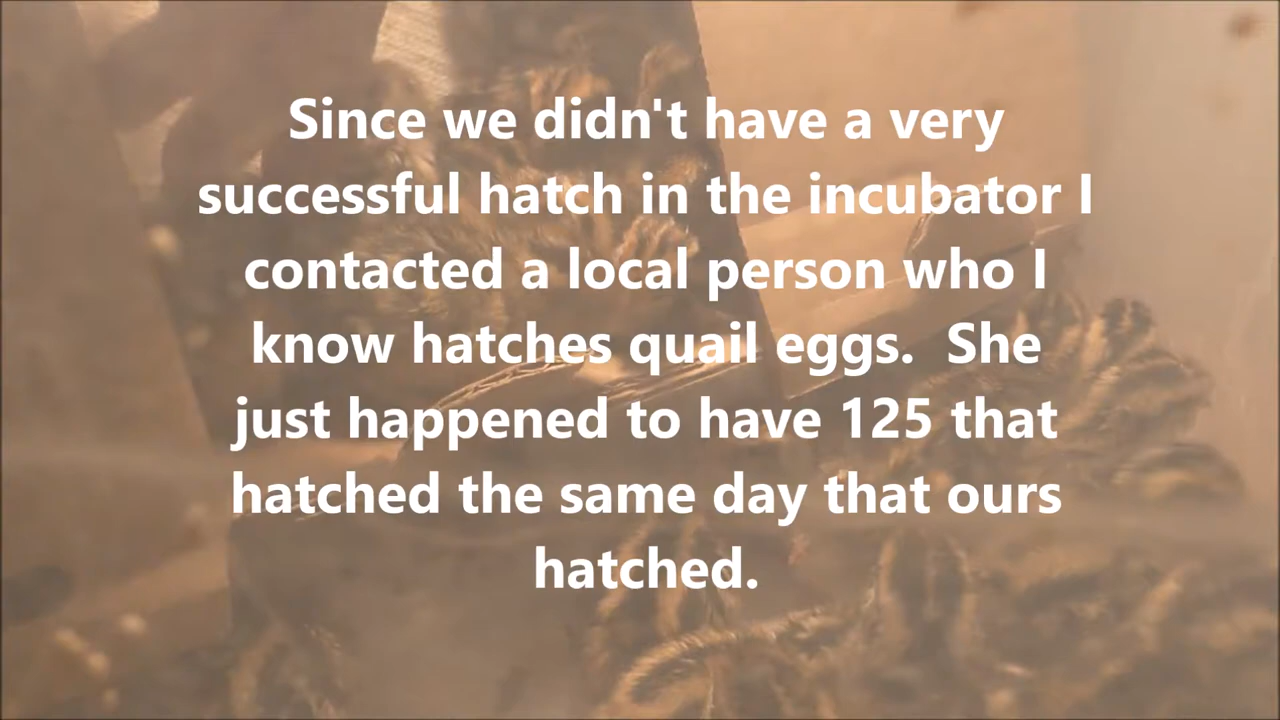 Since we didn't have a very
successful hatch in the incubator I
contacted a local person who I
know hatches quail eggs.  She
just happened to have 125 that
hatched the same day that ours
hatched.